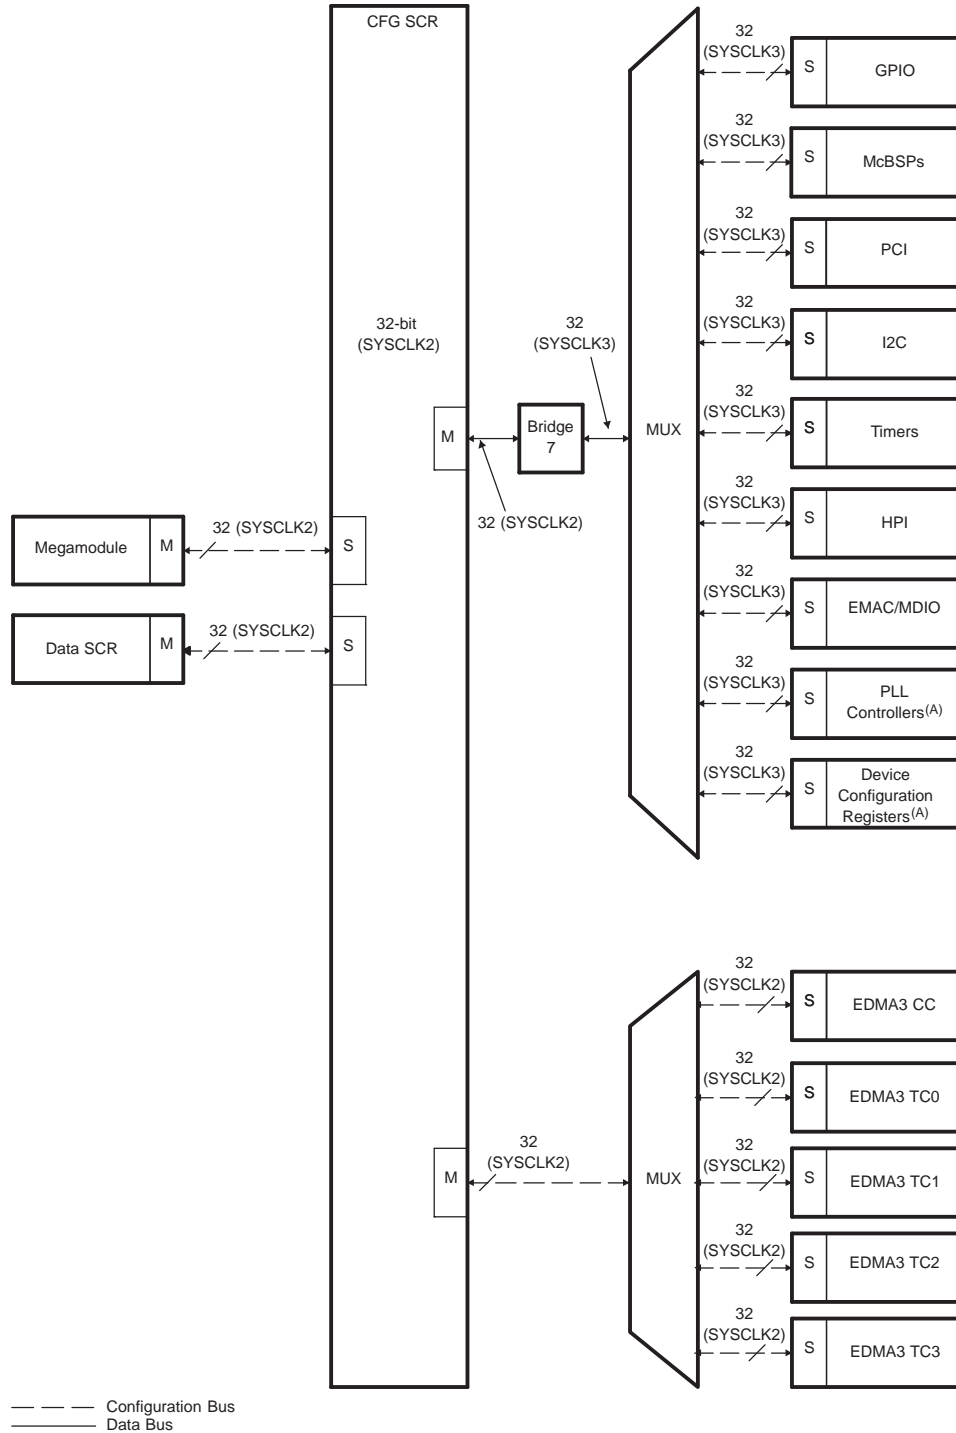 CFG SCR
32-bit
(SYSCLK2)
M
S
S
M
Megamodule
M
32 (SYSCLK2)
Data SCR
M
32 (SYSCLK2)
32 (SYSCLK2)
Bridge
7
32
(SYSCLK3)
MUX
32
(SYSCLK3)
S
GPIO
32
(SYSCLK3)
S
McBSPs
32
(SYSCLK3)
S
PCI
32
(SYSCLK3)
S
I2C
32
(SYSCLK3)
S
Timers
32
(SYSCLK3)
S
HPI
32
(SYSCLK3)
S
EMAC/MDIO
32
(SYSCLK3)
S
PLL
Controllers(A)
32
(SYSCLK3)
S
Device
Configuration
Registers(A)
32
(SYSCLK2)
MUX
32
(SYSCLK2)
S
EDMA3 CC
32
(SYSCLK2)
S
EDMA3 TC0
32
(SYSCLK2)
S
EDMA3 TC1
32
(SYSCLK2)
S
EDMA3 TC2
32
(SYSCLK2)
S
EDMA3 TC3
Configuration Bus
Data Bus